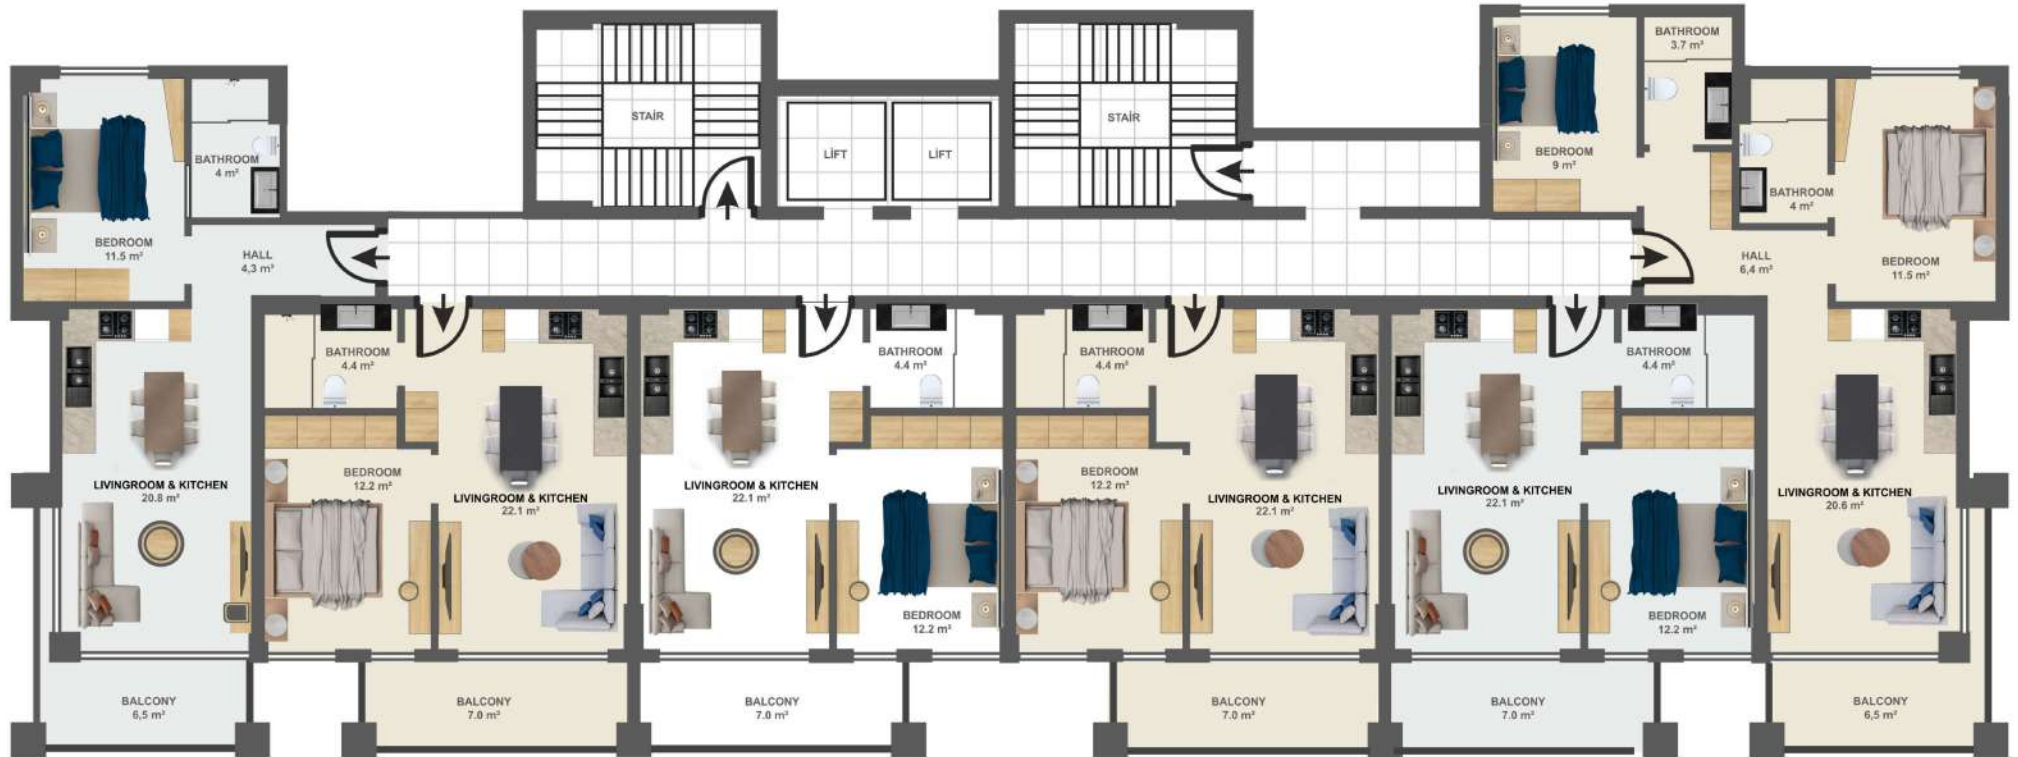 BATHROOM
3.7 m²
STAİR
STAİR
LİFT
LİFT
BEDROOM
9 m²
BATHROOM
4 m²
BATHROOM
4 m²
BEDROOM
11.5 m²
HALL
4,3 m²
HALL
6,4 m²
BEDROOM
11.5 m²
BATHROOM
4.4 m²
BATHROOM
4.4 m²
BATHROOM
4.4 m²
BATHROOM
4.4 m²
LIVINGROOM & KITCHEN
20.8 m²
BEDROOM
12.2 m²
LIVINGROOM & KITCHEN
22.1 m²
LIVINGROOM & KITCHEN
22.1 m²
BEDROOM
12.2 m²
LIVINGROOM & KITCHEN
22.1 m²
LIVINGROOM & KITCHEN
22.1 m²
LIVINGROOM & KITCHEN
20.6 m²
BEDROOM
12.2 m²
BEDROOM
12.2 m²
BALCONY
6,5 m²
BALCONY
7.0 m²
BALCONY
7.0 m²
BALCONY
7.0 m²
BALCONY
7.0 m²
BALCONY
6,5 m²